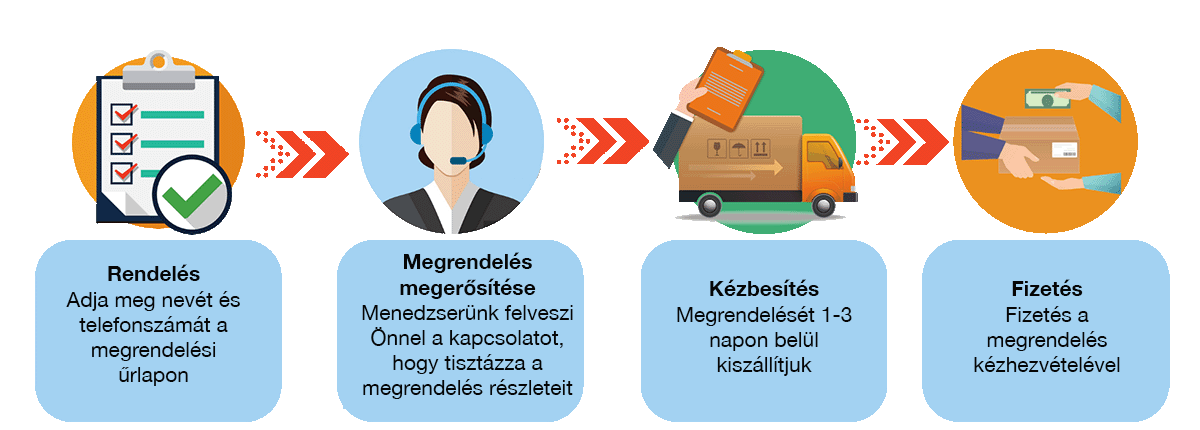 Rendelés
Adja meg nevét és
telefonszámát a
megrendelési
űrlapon
Megrendelés
megerősítése
Menedzserünk felveszi
Önnel a kapcsolatot,
hogy tisztázza a
megrendelés részleteit
Kézbesítés
Megrendelését 1-3
napon belül
kiszállítjuk
Fizetés
Fizetés a
megrendelés
kézhezvételével